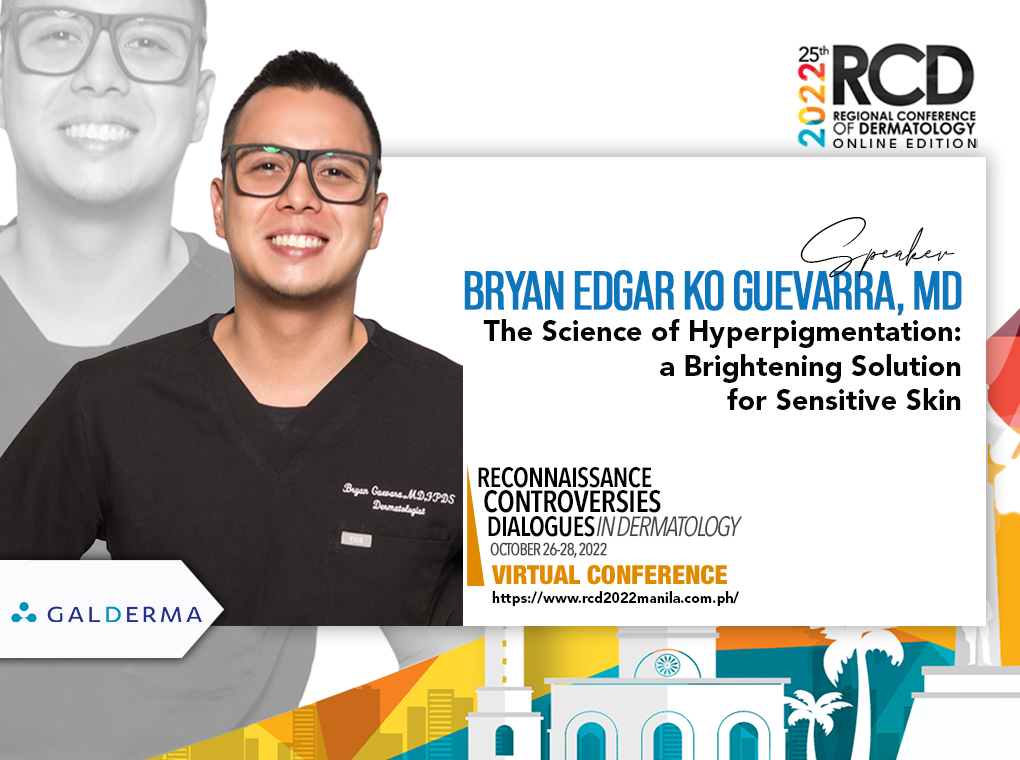 25th
2022
RCD
REGIONAL CONFERENCE
OF DERMATOLOGY
ONLINE EDITION
Speaker
BRYAN EDGAR KO GUEVARRA, MD
The Science of Hyperpigmentation:
a Brightening Solution
for Sensitive Skin
Bryan Guevara, MD, FPDS
Dermatologist
FIGS
RECONNAISSANCE
CONTROVERSIES
DIALOGUES IN DERMATOLOGY
OCTOBER 26-28, 2022
VIRTUAL CONFERENCE
https://www.rcd2022manila.com.ph/
GALDERMA